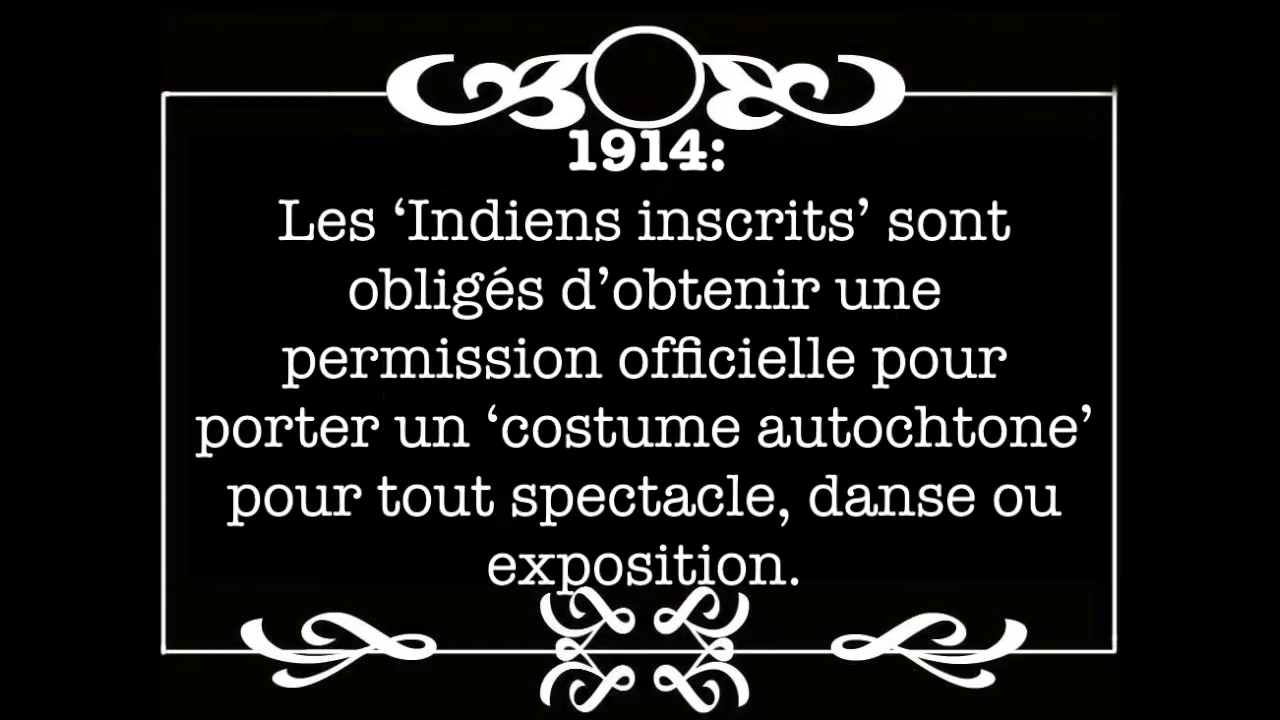 1914:
Les ‘Indiens inscrits’ sont
obligés d’obtenir une
permission officielle pour
porter un ‘costume autochtone’
pour tout spectacle, danse ou
exposition.